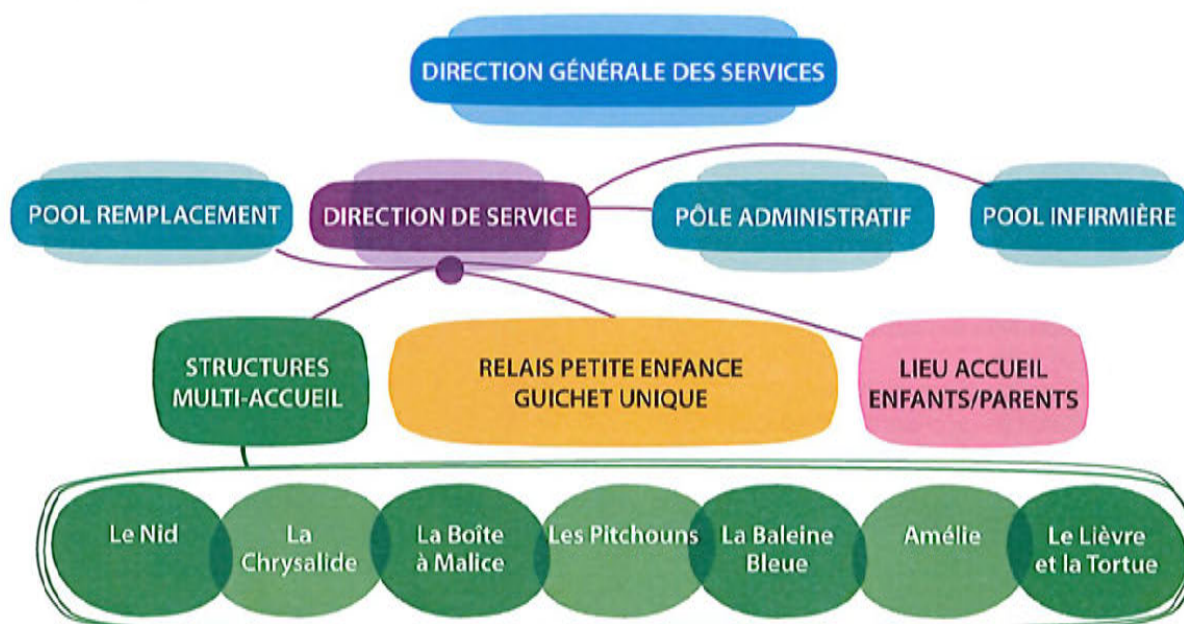 DIRECTION GÉNÉRALE DES SERVICES
POOL REMPLACEMENT
DIRECTION DE SERVICE
PÔLE ADMINISTRATIF
POOL INFIRMIÈRE
STRUCTURES
MULTI-ACCUEIL
RELAIS PETITE ENFANCE
GUICHET UNIQUE
LIEU ACCUEIL
ENFANTS/PARENTS
Le Nid
La
Chrysalide
La Boîte
à Malice
Les Pitchouns
La Baleine
Bleue
Amélie
Le Lièvre
et la Tortue